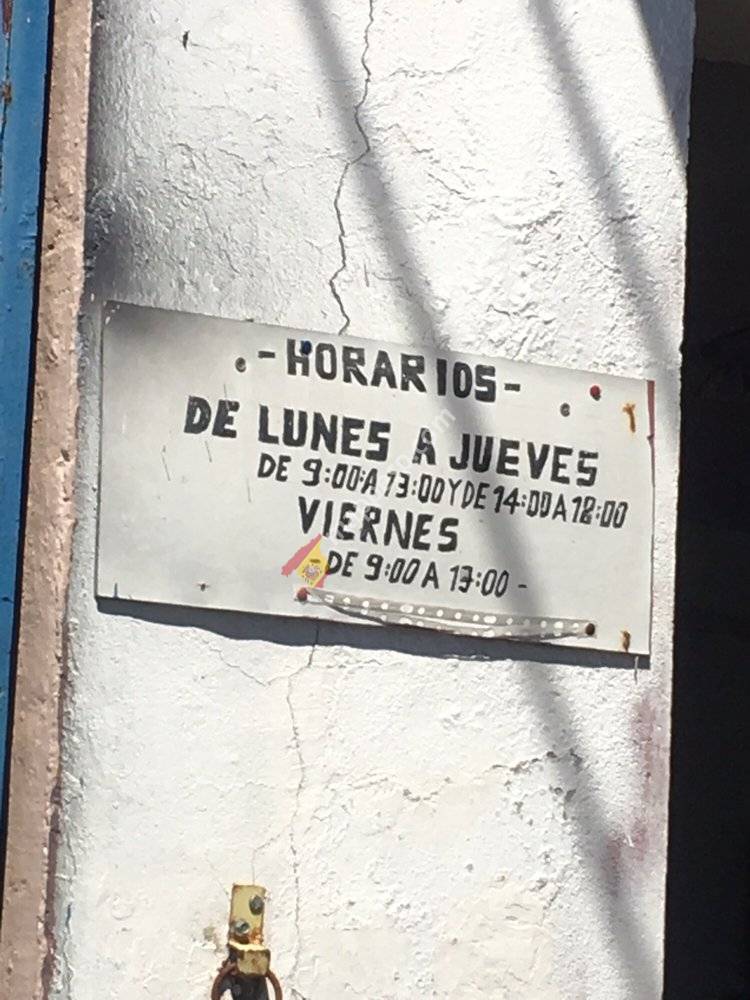 -HORARIOS-
DE LUNES A JUEVES
DE 9:00 A 13:00 Y DE 14:00 A 18:00
VIERNES
-DE 9:00 A 17:00-